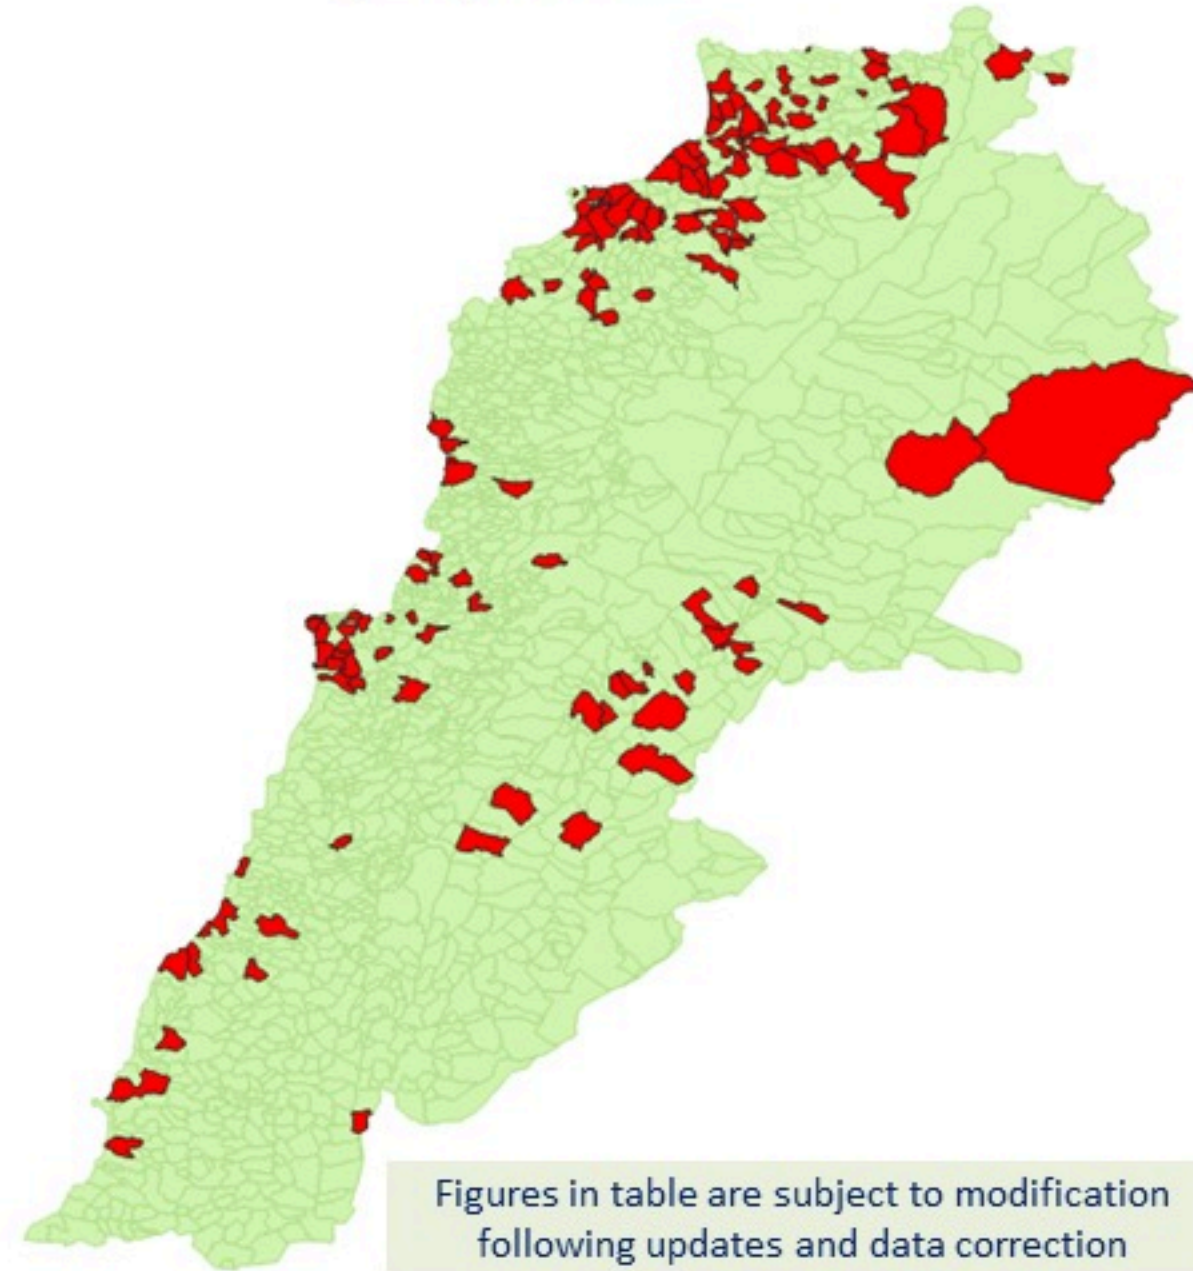 Figures in table are subject to modification
following updates and data correction